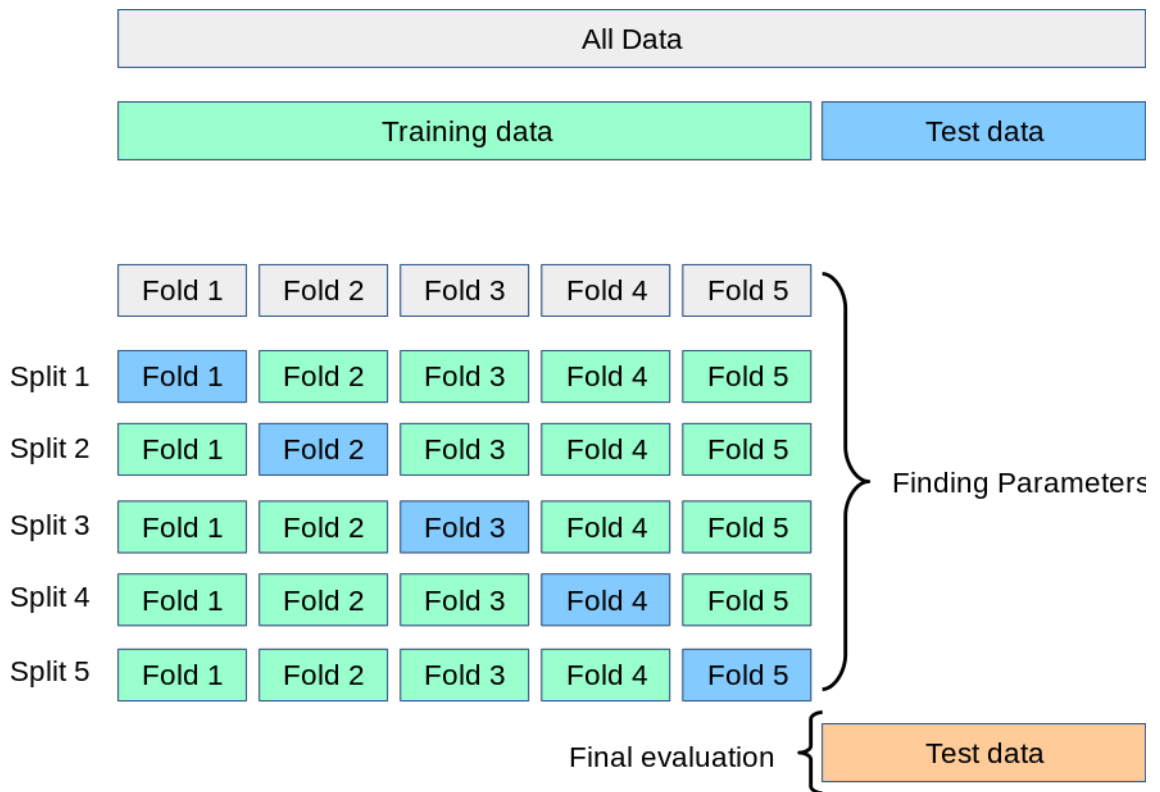 All Data
Training data Test data
Fold 1 Fold 2 Fold 3 Fold 4 Fold 5
Split 1 Fold 1 Fold 2 Fold 3 Fold 4 Fold 5
Split 2 Fold 1 Fold 2 Fold 3 Fold 4 Fold 5
Finding Parameters
Split 3 Fold 1 Fold 2 Fold 3 Fold 4 Fold 5
Split 4 Fold 1 Fold 2 Fold 3 Fold 4 Fold 5
Split 5 Fold 1 Fold 2 Fold 3 Fold 4 Fold 5
Final evaluation Test data